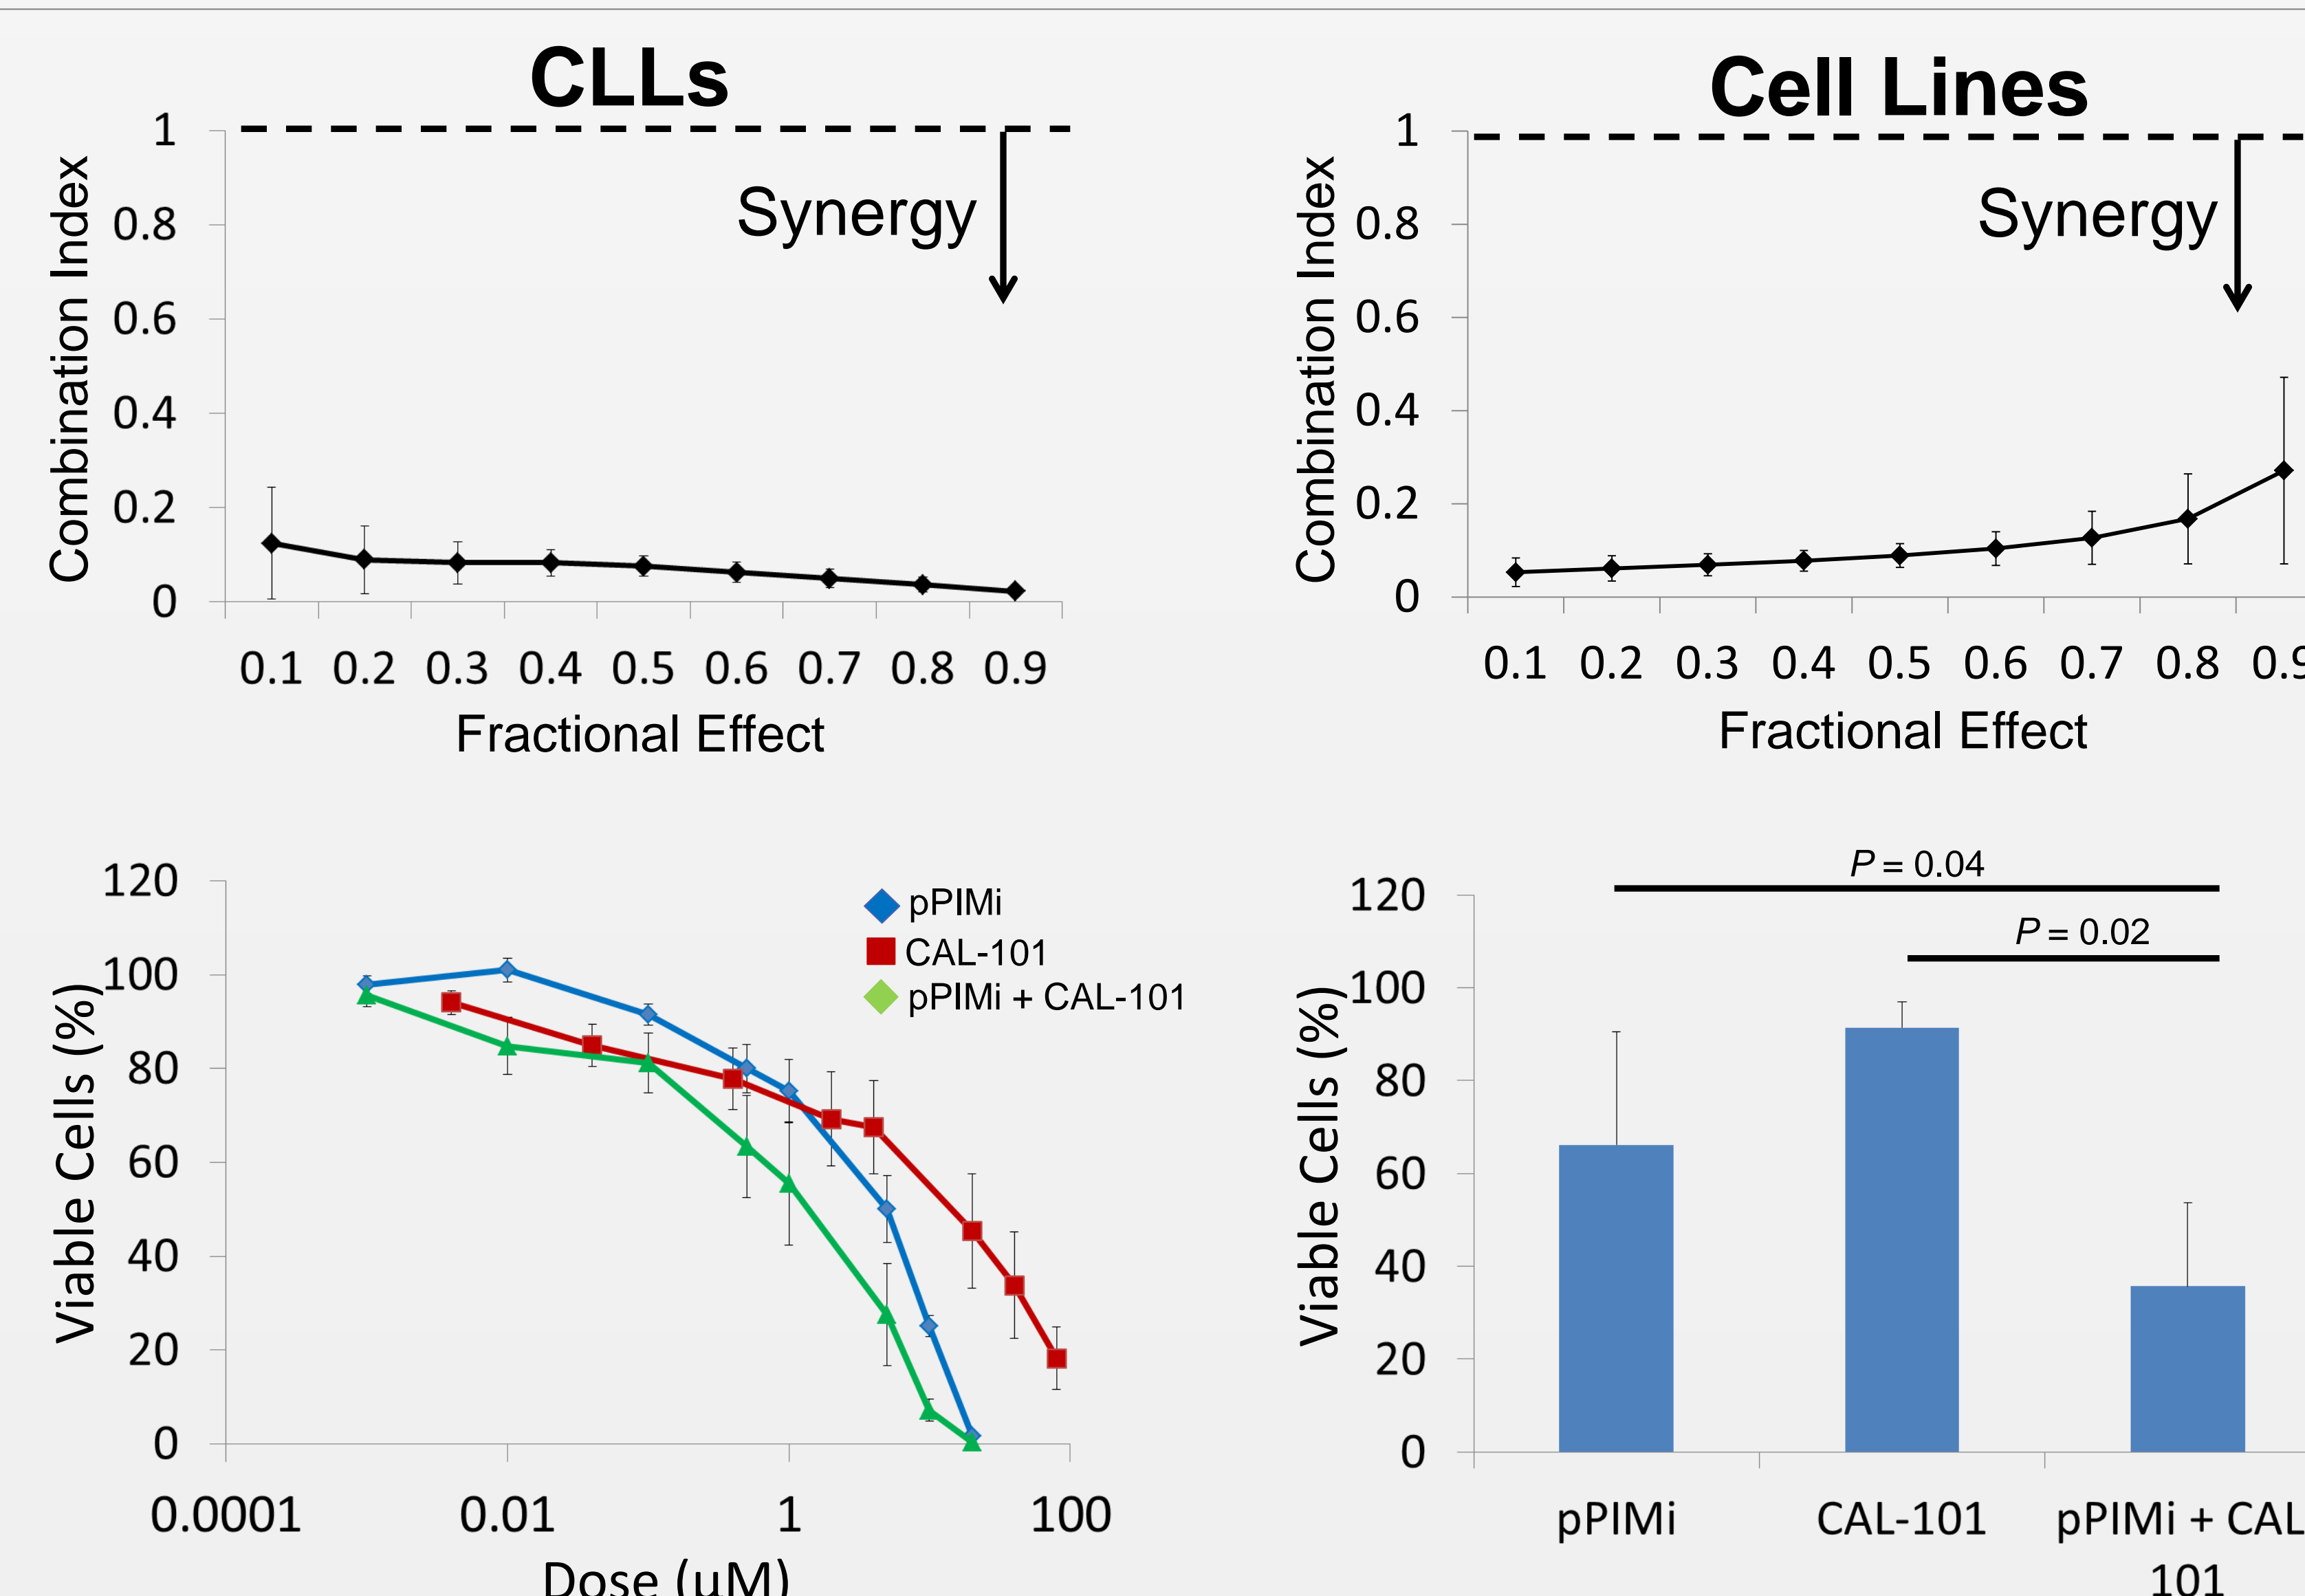 CLLs
Combination Index
1
0.8
0.6
0.4
0.2
0
Synergy
0.1 0.2 0.3 0.4 0.5 0.6 0.7 0.8 0.9
Fractional Effect
Cell Lines
Combination Index
1
0.8
0.6
0.4
0.2
0
Synergy
0.1 0.2 0.3 0.4 0.5 0.6 0.7 0.8 0.9
Fractional Effect
Viable Cells (%)
120
100
80
60
40
20
0
pPIMi
CAL-101
pPIMi + CAL-101
0.0001 0.01 1 100
Dose (µM)
Viable Cells (%)
120
100
80
60
40
20
0
P = 0.04
P = 0.02
pPIMi CAL-101 pPIMi + CAL
101